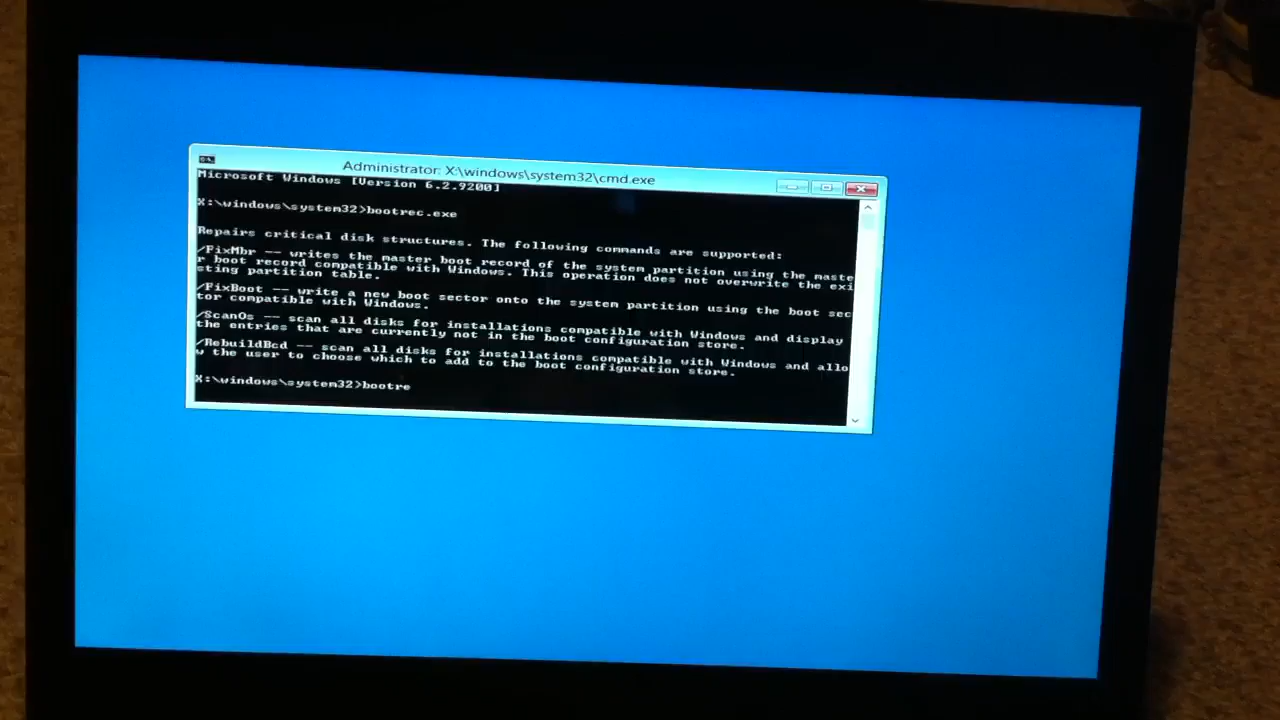 Administrator: X:\windows\system32\cmd.exe
Microsoft Windows [Version 6.2.9200]
X:\windows\system32>bootrec.exe
Repairs critical disk structures. The following commands are supported:
/FixMbr -- writes the master boot record of the system partition using the maste
r boot record compatible with Windows. This operation does not overwrite the exi
sting partition table.
/FixBoot -- write a new boot sector onto the system partition using the boot sec
tor compatible with Windows.
/ScanOs -- scan all disks for installations compatible with Windows and display
the entries that are currently not in the boot configuration store.
/RebuildBcd -- scan all disks for installations compatible with Windows and allo
w the user to choose which to add to the boot configuration store.
X:\windows\system32>bootre